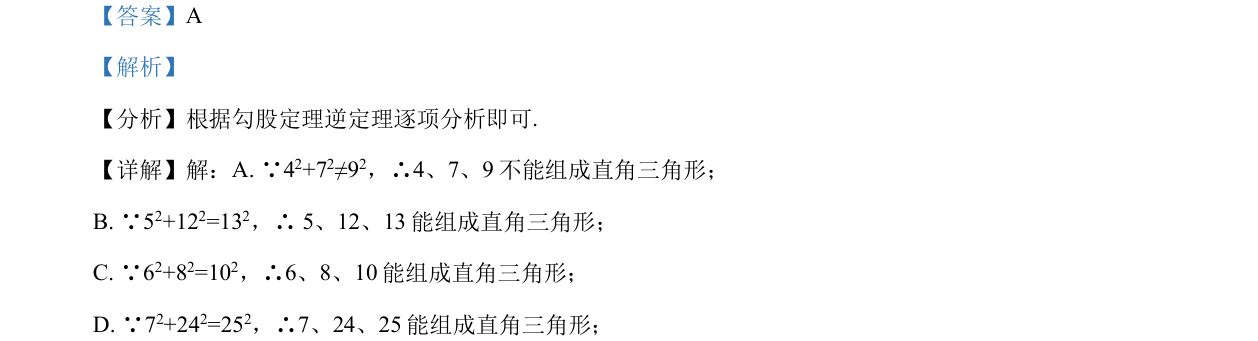 【答案】A
【解析】
【分析】根据勾股定理逆定理逐项分析即可.
【详解】解：A. ∵4²+7²≠9²，∴4、7、9 不能组成直角三角形；
B. ∵5²+12²=13²，∴ 5、12、13 能组成直角三角形；
C. ∵6²+8²=10²，∴6、8、10 能组成直角三角形；
D. ∵7²+24²=25²，∴7、24、25 能组成直角三角形；